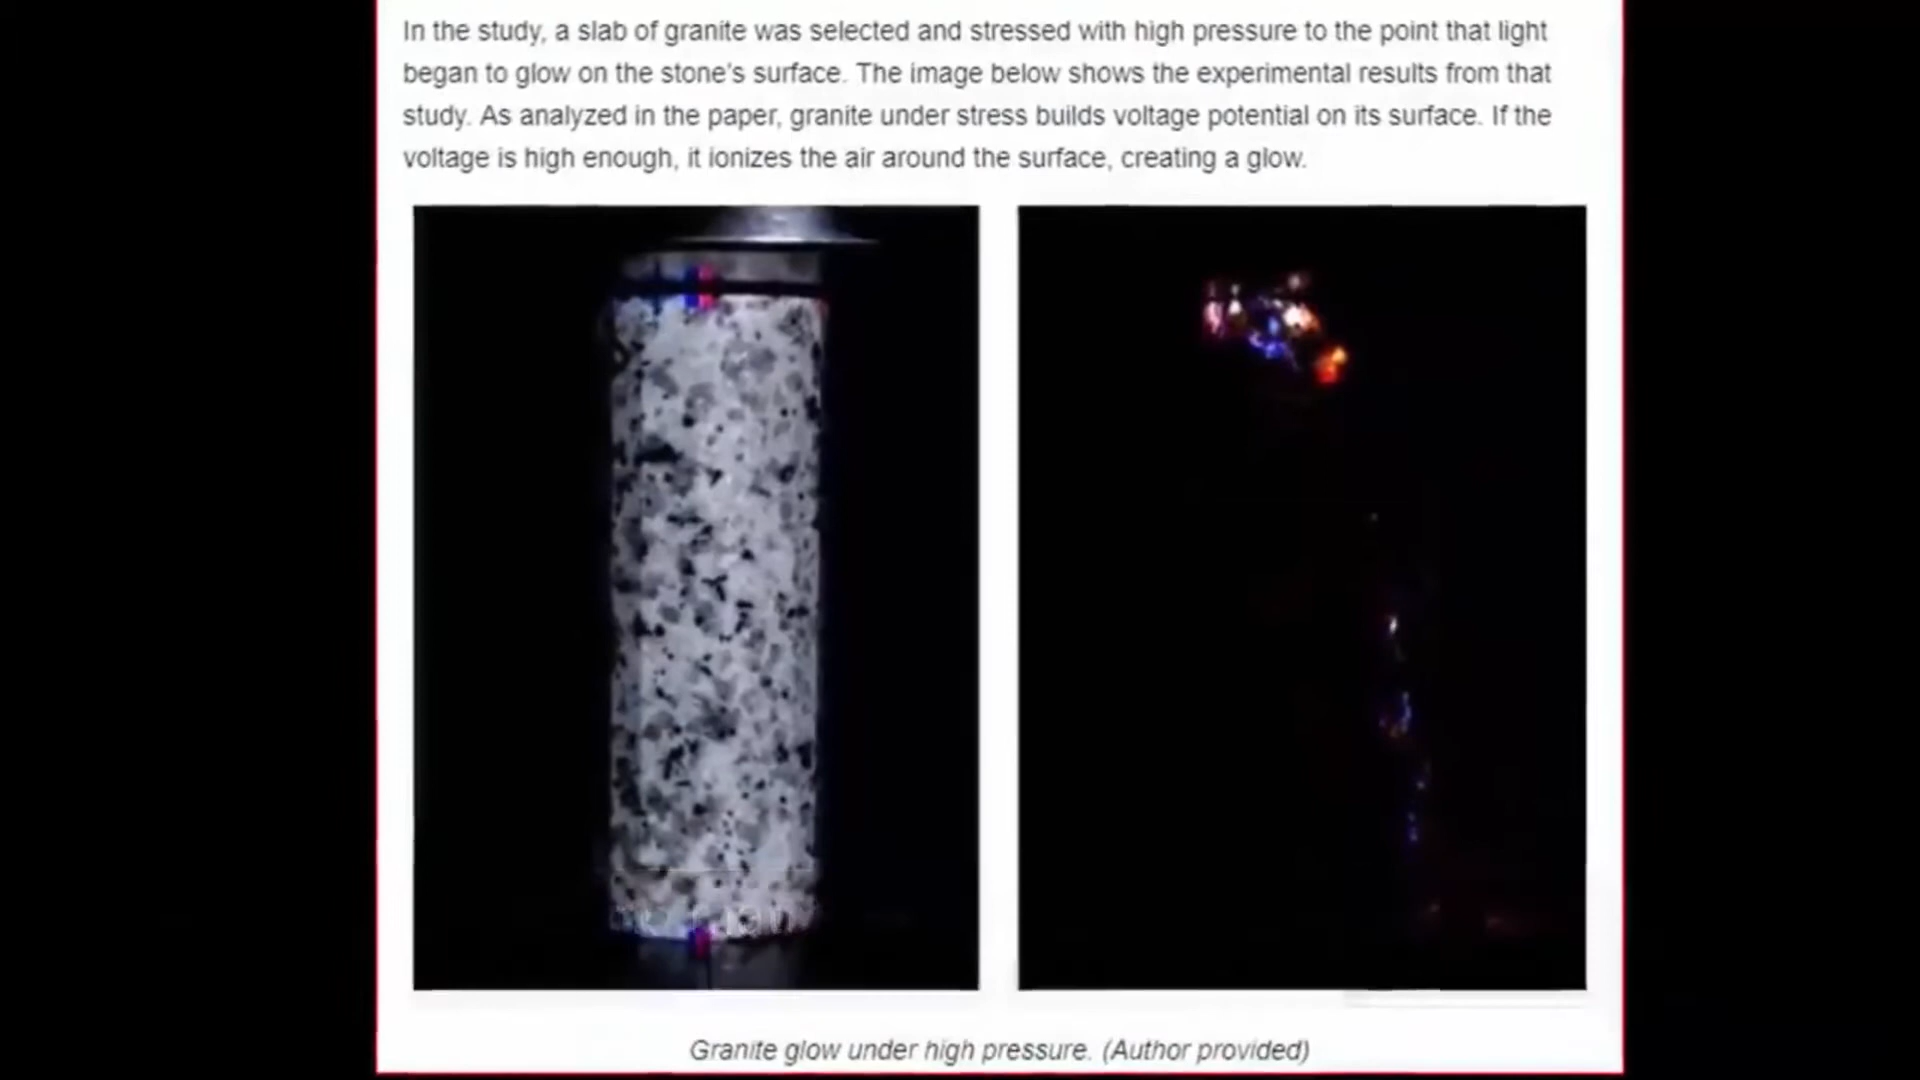 In the study, a slab of granite was selected and stressed with high pressure to the point that light
began to glow on the stone's surface. The image below shows the experimental results from that
study. As analyzed in the paper, granite under stress builds voltage potential on its surface. If the
voltage is high enough, it ionizes the air around the surface, creating a glow.
Granite glow under high pressure. (Author provided)